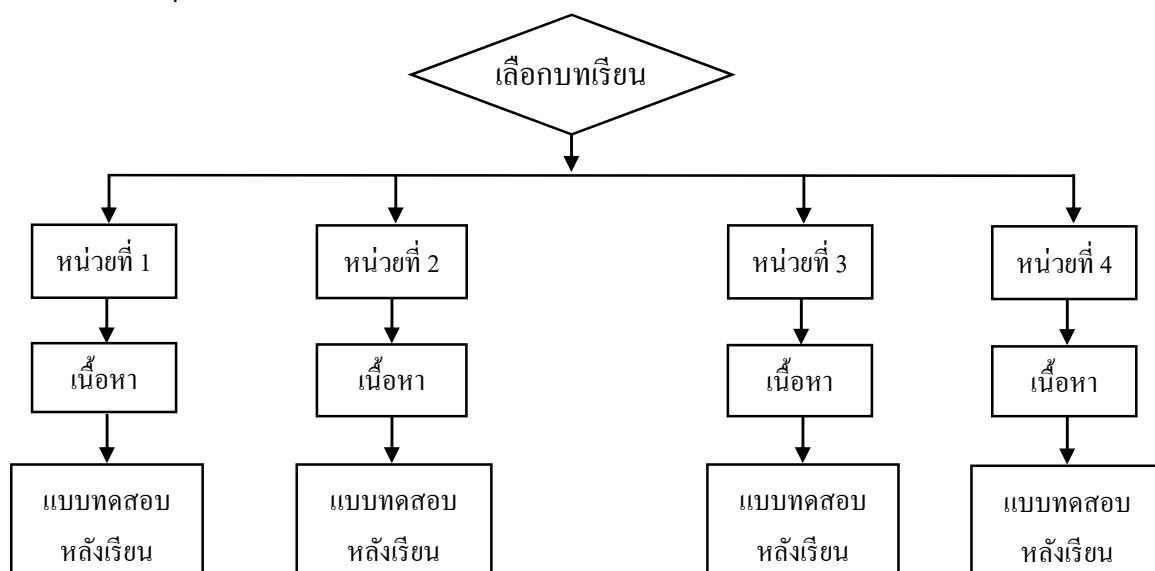 เลือกบทเรียน
หน่วยที่ 1
หน่วยที่ 2
หน่วยที่ 3
หน่วยที่ 4
เนื้อหา
เนื้อหา
เนื้อหา
เนื้อหา
แบบทดสอบ
หลังเรียน
แบบทดสอบ
หลังเรียน
แบบทดสอบ
หลังเรียน
แบบทดสอบ
หลังเรียน